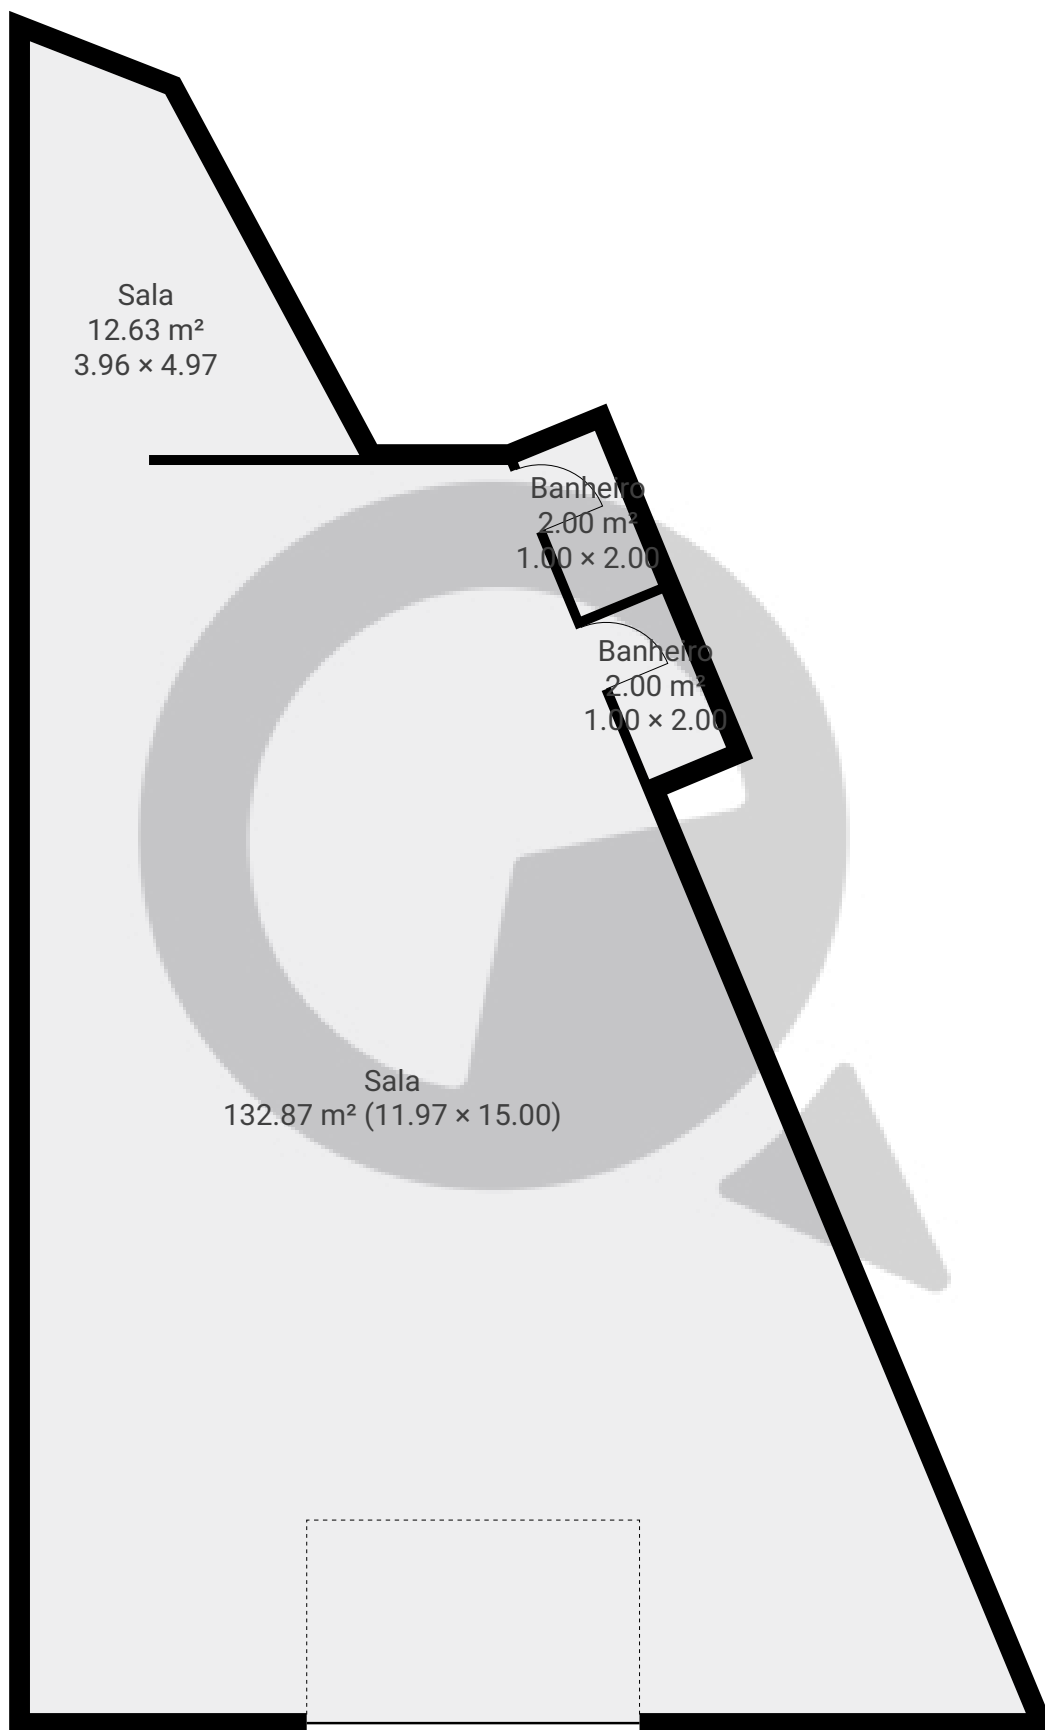 Sala
12.63 m²
3.96 × 4.97
Banheiro
2.00 m²
1.00 × 2.00
Banheiro
2.00 m²
1.00 × 2.00
Sala
132.87 m² (11.97 × 15.00)